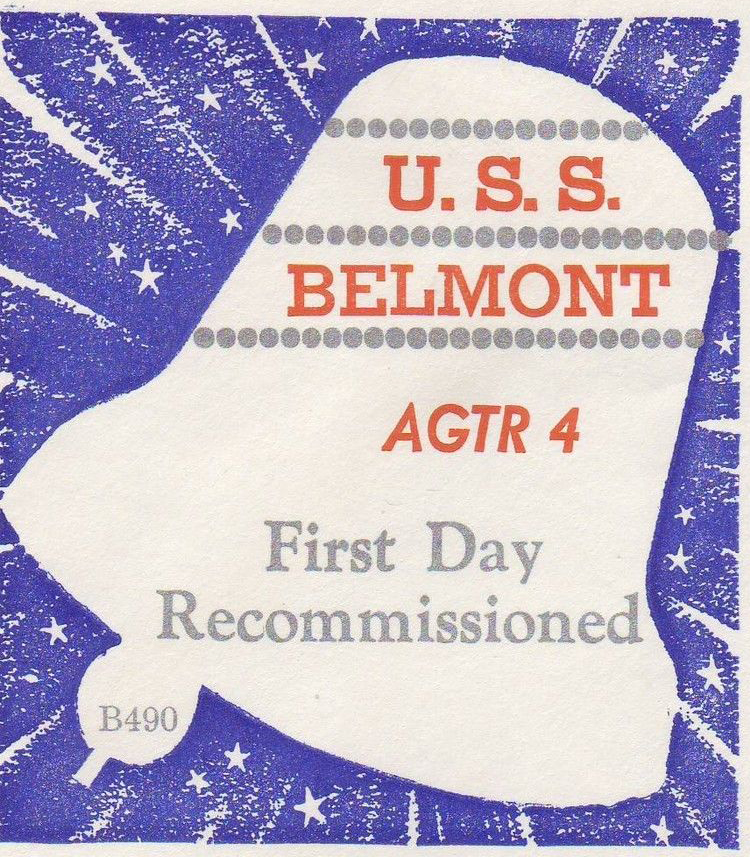 U. S. S.
BELMONT
AGTR 4
First Day
Recommissioned
B490